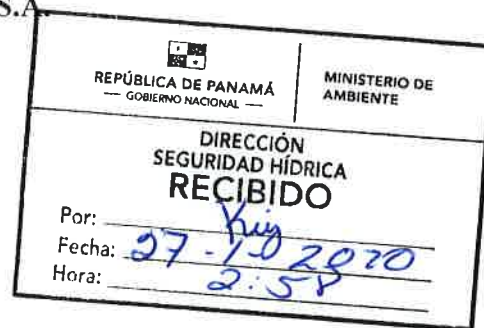 S.A.
REPÚBLICA DE PANAMÁ
— GOBIERNO NACIONAL —
MINISTERIO DE
AMBIENTE
DIRECCIÓN
SEGURIDAD HÍDRICA
RECIBIDO
Por:
Fecha: 27-10 2020
Hora: 2:58